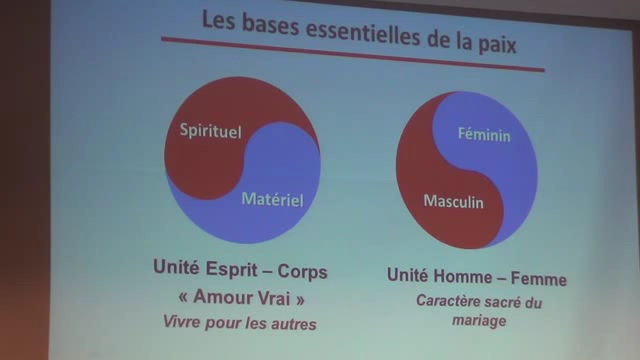 Les bases essentielles de la paix
Spirituel
Matériel
Unité Esprit – Corps
« Amour Vrai »
Vivre pour les autres
Féminin
Masculin
Unité Homme – Femme
Caractère sacré du
mariage